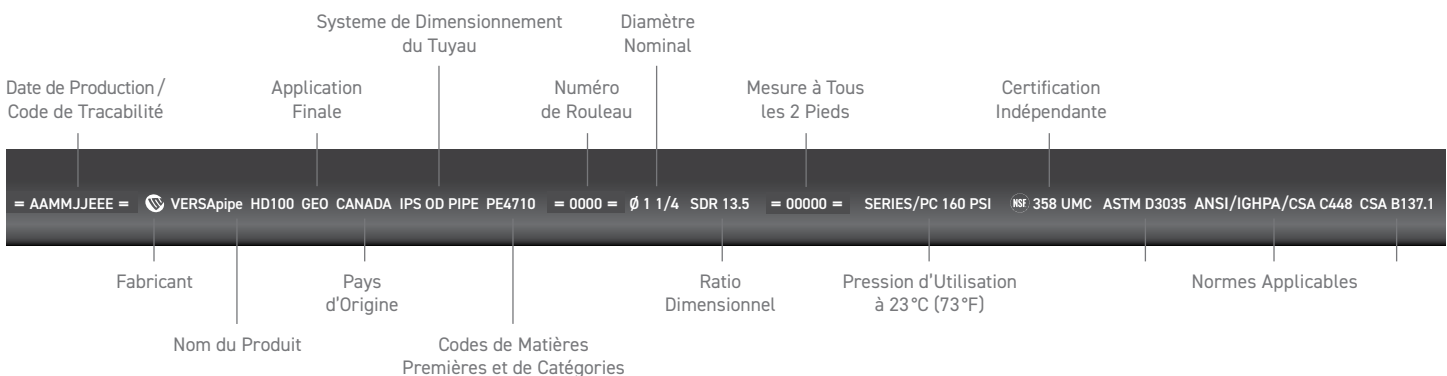 Systeme de Dimensionnement
du Tuyau
Diamètre
Nominal
Date de Production /
Code de Tracabilité
Application
Finale
Numéro
de Rouleau
Mesure à Tous
les 2 Pieds
Certification
Indépendante
= AAMMJJEEE = VERSApipe HD100 GEO CANADA IPS OD PIPE PE4710 = 0000 = Ø 1 1/4 SDR 13.5 = 00000 = SERIES/PC 160 PSI NSF 358 UMC ASTM D3035 ANSI/IGHPA/CSA C448 CSA B137.1
Fabricant
Pays
d'Origine
Ratio
Dimensionnel
Pression d'Utilisation
à 23°C (73°F)
Normes Applicables
Nom du Produit
Codes de Matières
Premières et de Catégories